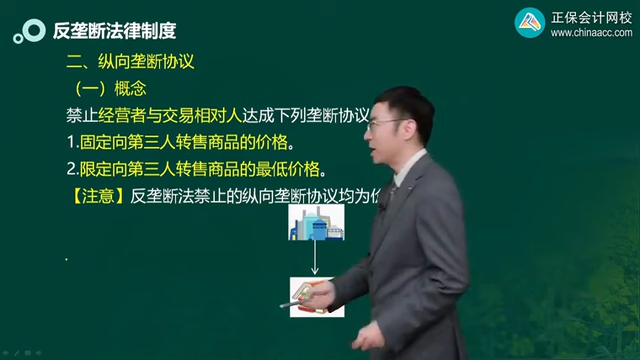 反垄断法律制度
正保会计网校
www.chinaacc.com
二、纵向垄断协议
（一）概念
禁止经营者与交易相对人达成下列垄断协议
1.固定向第三人转售商品的价格。
2.限定向第三人转售商品的最低价格。
【注意】反垄断法禁止的纵向垄断协议均为价